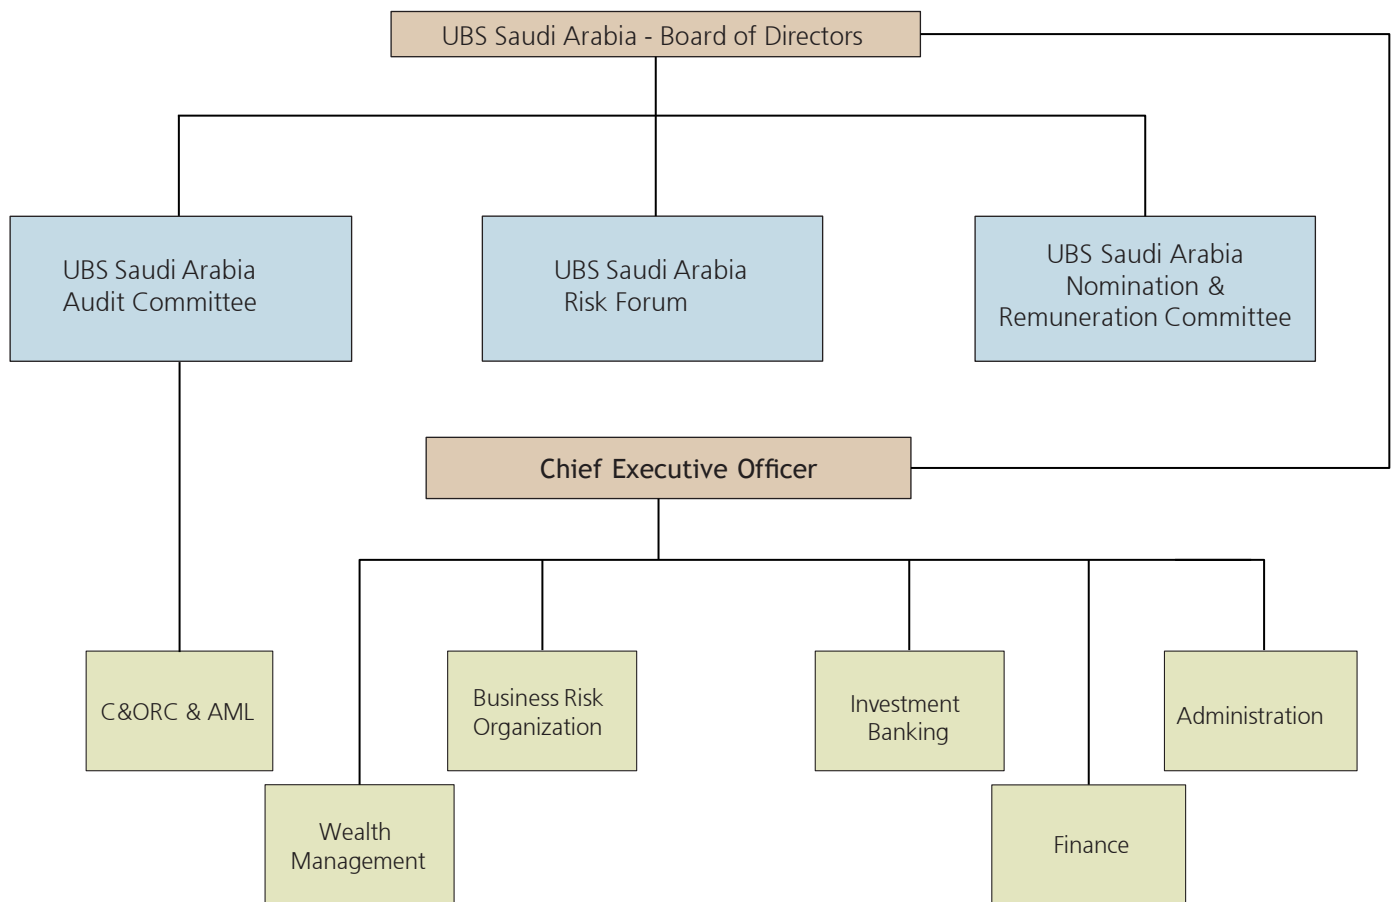 UBS Saudi Arabia - Board of Directors
UBS Saudi Arabia
Audit Committee
UBS Saudi Arabia
Risk Forum
UBS Saudi Arabia
Nomination &
Remuneration Committee
Chief Executive Officer
C&ORC & AML
Business Risk
Organization
Investment
Banking
Administration
Wealth
Management
Finance